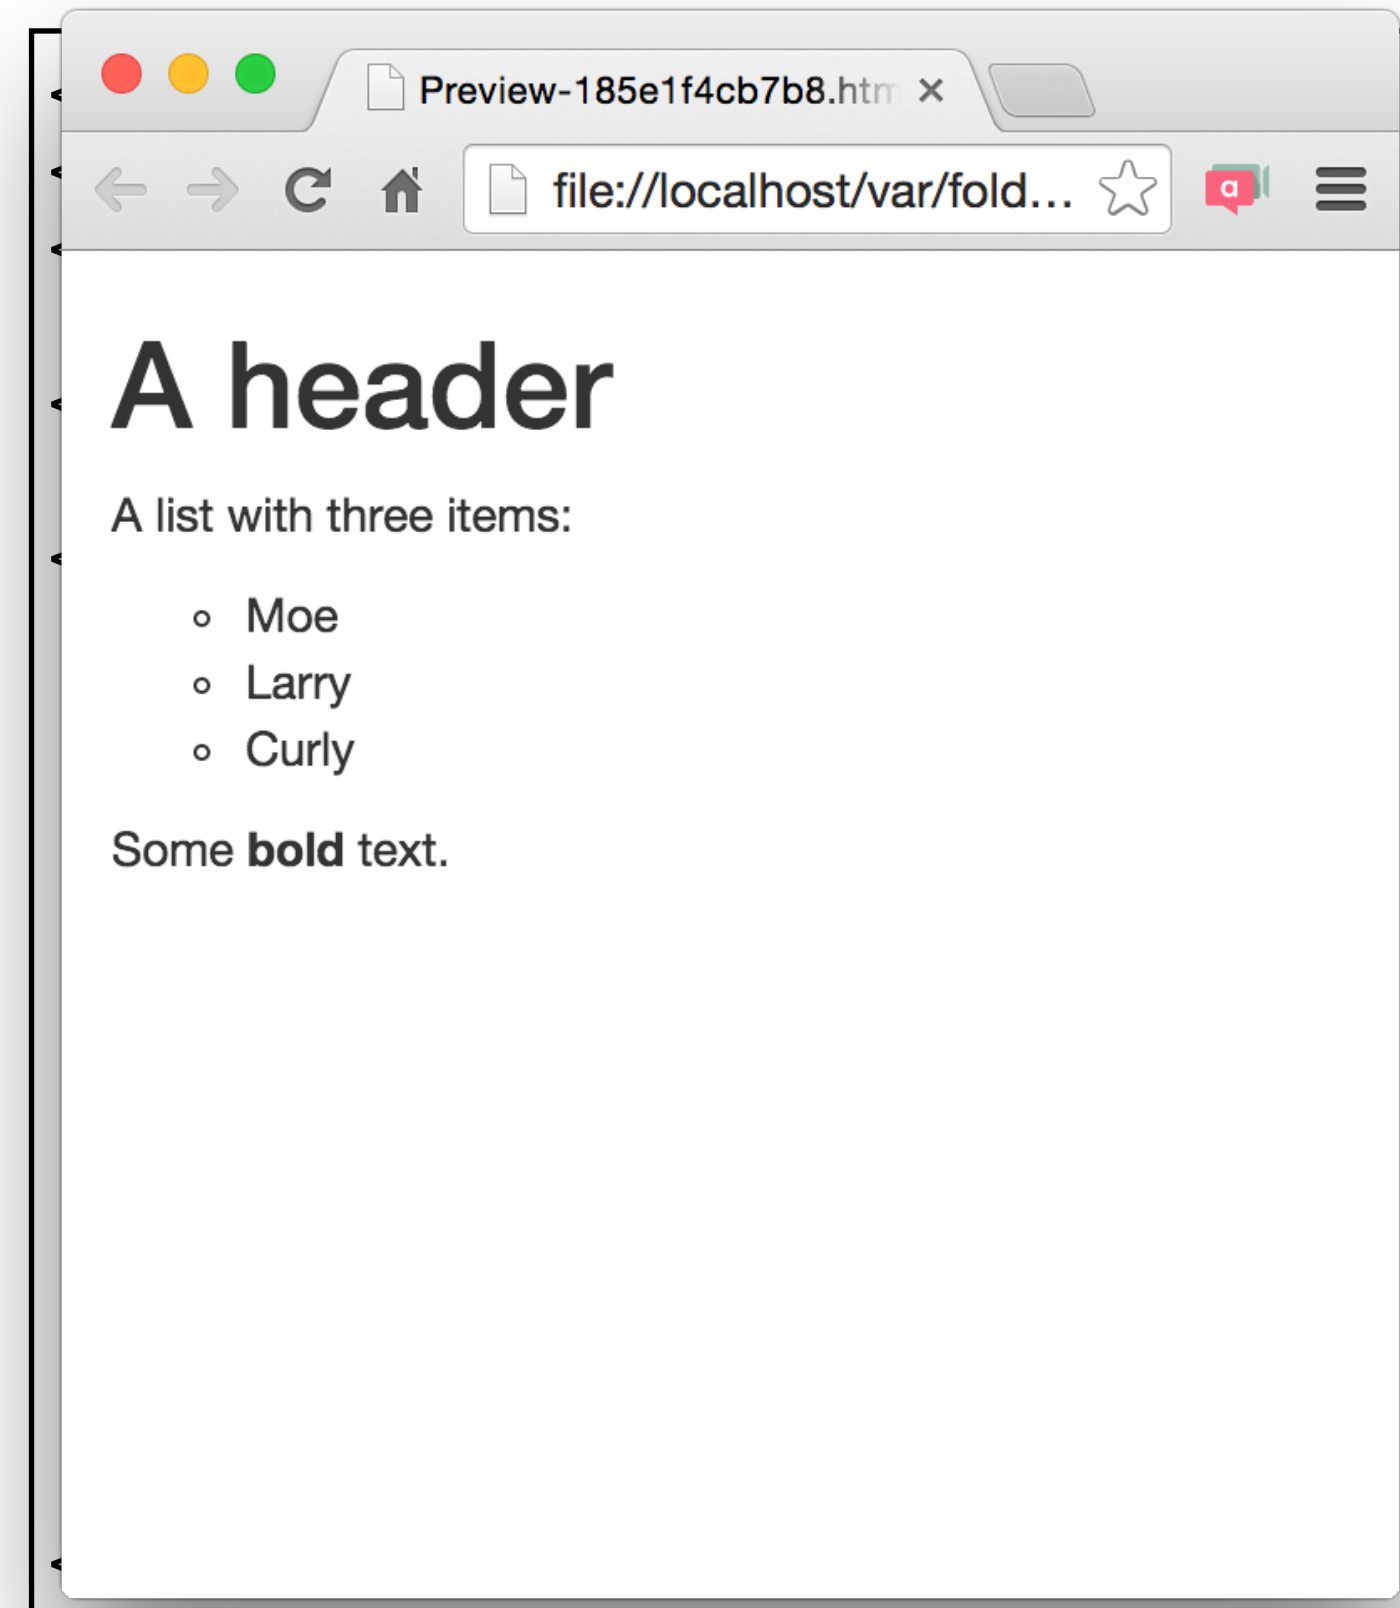 Preview-185e1f4cb7b8.htm
file://localhost/var/fold...
a
A header
A list with three items:
Moe
Larry
Curly
Some bold text.